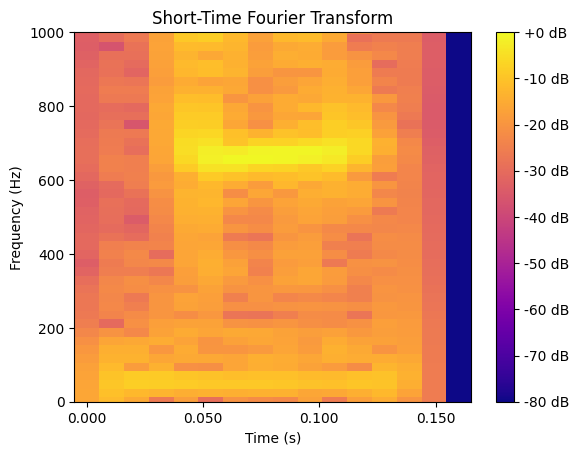 Short-Time Fourier Transform
1000
800
600
400
200
0
Frequency (Hz)
0.000
0.050
0.100
0.150
Time (s)
+0 dB
-10 dB
-20 dB
-30 dB
-40 dB
-50 dB
-60 dB
-70 dB
-80 dB